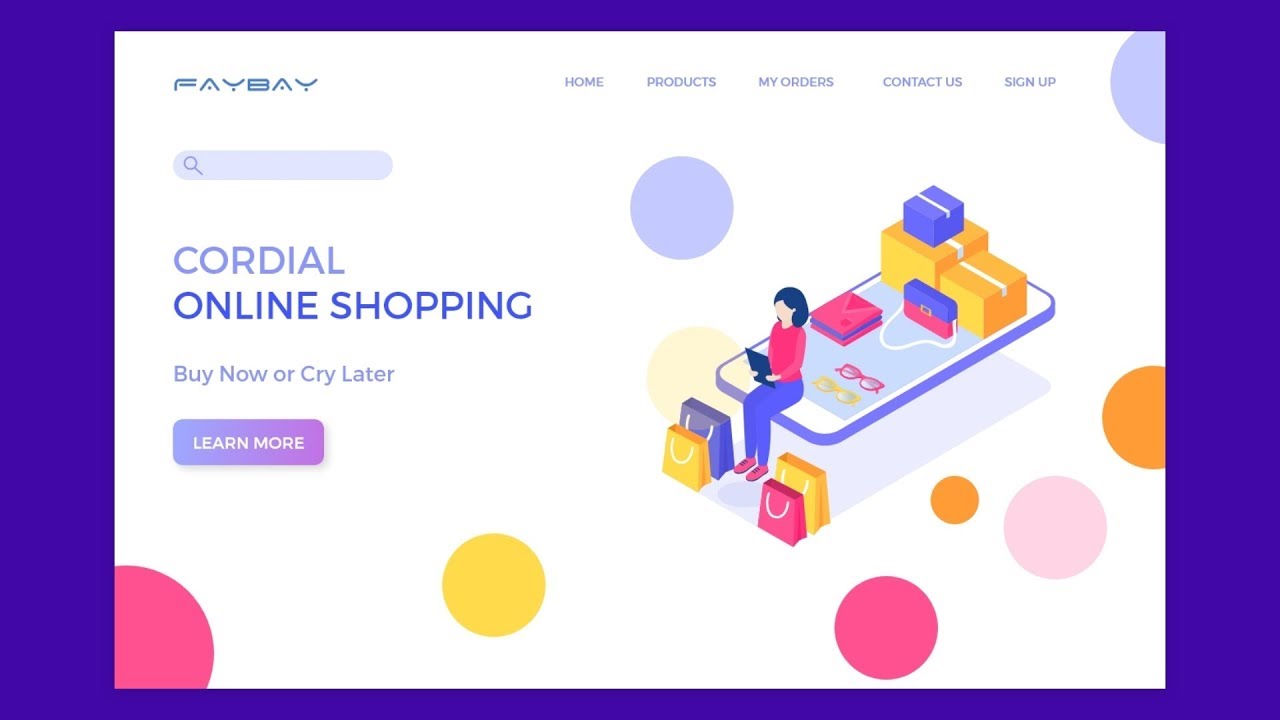 FAYBAY
HOME PRODUCTS MY ORDERS CONTACT US SIGN UP
CORDIAL
ONLINE SHOPPING
Buy Now or Cry Later
LEARN MORE